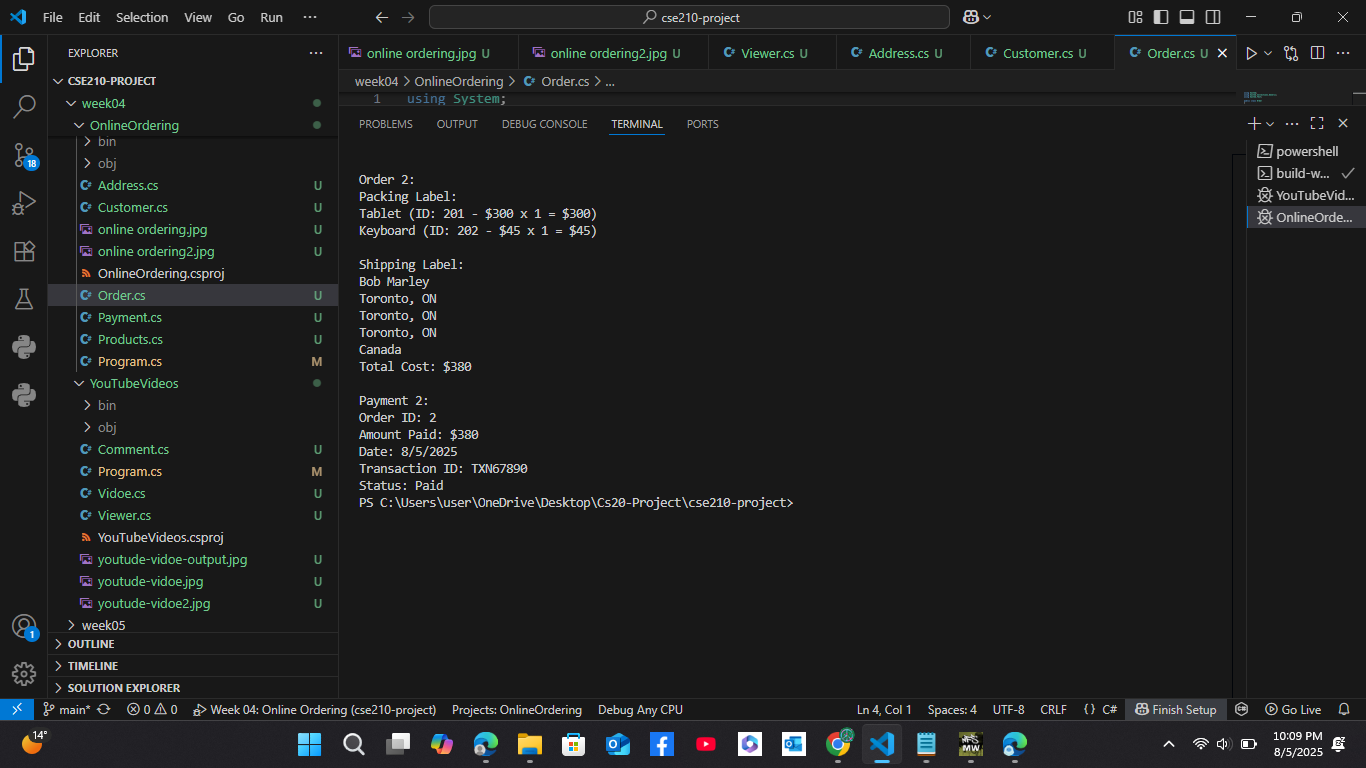 File Edit Selection View Go Run ···
cse210-project
EXPLORER ···
online ordering.jpg U
online ordering2.jpg U
Viewer.cs U
Address.cs U
Customer.cs U
Order.cs U
CSE210-PROJECT
week04
OnlineOrdering
bin
obj
Address.cs U
Customer.cs U
online ordering.jpg U
online ordering2.jpg U
OnlineOrdering.csproj
Order.cs U
Payment.cs U
Products.cs U
Program.cs M
YouTubeVideos
bin
obj
Comment.cs U
Program.cs M
Vidoe.cs U
Viewer.cs U
YouTubeVideos.csproj
youtude-vidoe-output.jpg U
youtude-vidoe.jpg U
youtude-vidoe2.jpg U
week05
OUTLINE
TIMELINE
SOLUTION EXPLORER
18
1
week04 > OnlineOrdering > Order.cs > ...
1 using System;
PROBLEMS OUTPUT DEBUG CONSOLE TERMINAL PORTS
Order 2:
Packing Label:
Tablet (ID: 201 - $300 x 1 = $300)
Keyboard (ID: 202 - $45 x 1 = $45)
Shipping Label:
Bob Marley
Toronto, ON
Toronto, ON
Toronto, ON
Canada
Total Cost: $380
Payment 2:
Order ID: 2
Amount Paid: $380
Date: 8/5/2025
Transaction ID: TXN67890
Status: Paid
PS C:\Users\user\OneDrive\Desktop\Cs20-Project\cse210-project>
powershell
build-w...
YouTubeVid...
OnlineOrde...
main* 0 0 Week 04: Online Ordering (cse210-project) Projects: OnlineOrdering Debug Any CPU
Ln 4, Col 1 Spaces: 4 UTF-8 CRLF {} C# Finish Setup Go Live
14°
MW
10:09 PM
8/5/2025